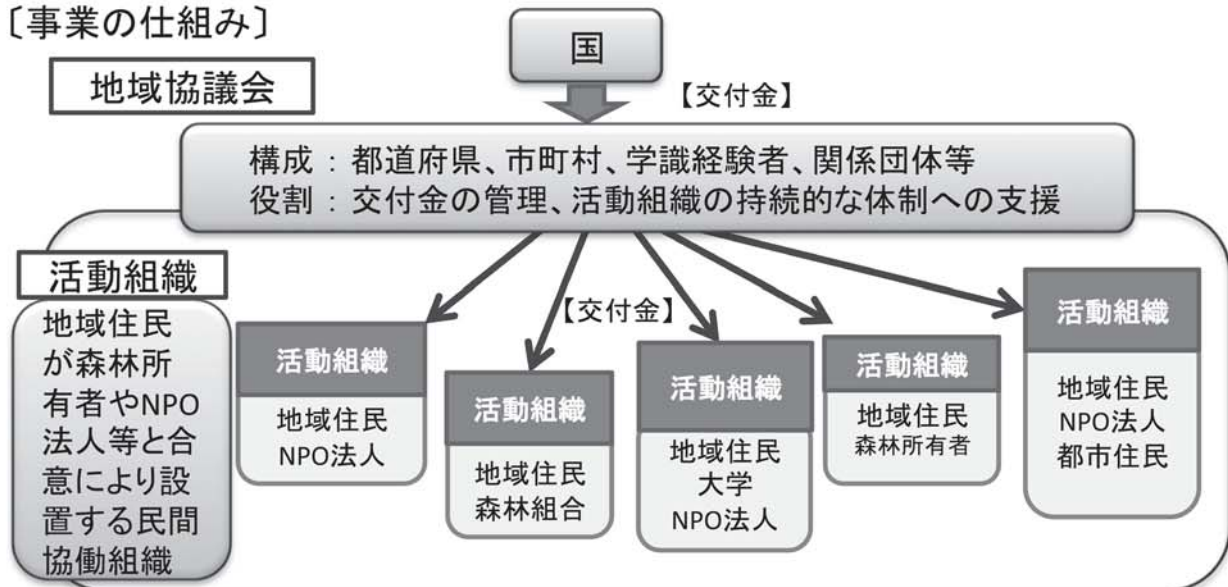 〔事業の仕組み〕
国
地域協議会
【交付金】
構成 : 都道府県、市町村、学識経験者、関係団体等
役割 : 交付金の管理、活動組織の持続的な体制への支援
活動組織
地域住民
が森林所
有者やNPO
法人等と合
意により設
置する民間
協働組織
【交付金】
活動組織
地域住民
NPO法人
活動組織
地域住民
森林組合
活動組織
地域住民
大学
NPO法人
活動組織
地域住民
森林所有者
活動組織
地域住民
NPO法人
都市住民